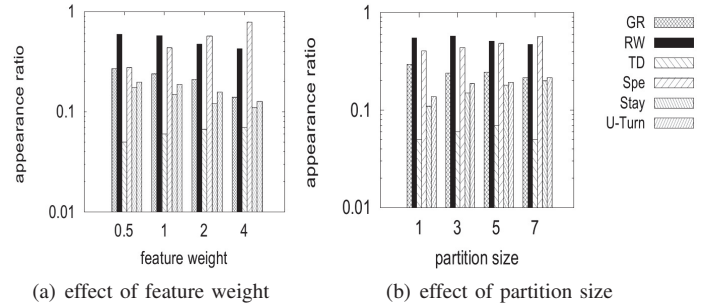 appearance ratio
1
0.1
0.01
0.5 1 2 4
feature weight
(a) effect of feature weight
appearance ratio
1
0.1
0.01
1 3 5 7
partition size
(b) effect of partition size
GR
RW
TD
Spe
Stay
U-Turn